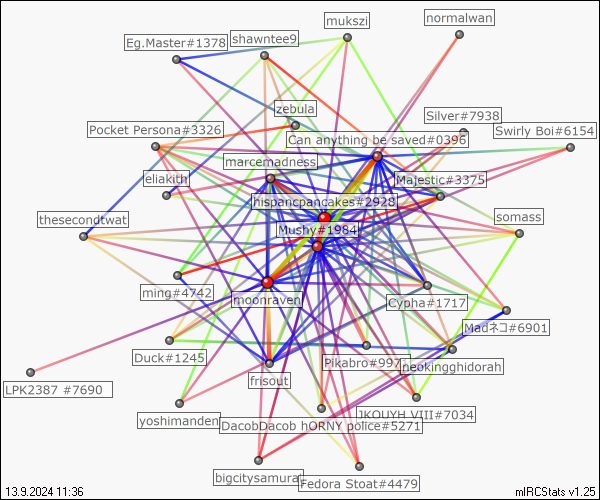 normalwan
mukszi
shawntee9
Eg.Master#1378
zebula
Silver#7938
Pocket Persona#3326
Swirly Boi#6154
Can anything be saved#0396
marcemadness
eliakith
Majestic#3375
hispancpancakes#2928
thesecondtwat
somass
Mushy#1984
ming#4742
moonraven
Cypha#1717
Madネコ#6901
Duck#1245
Pikabro#997
neokingghidorah
frisout
LPK2387 #7690
JKOUYH VIII#7034
yoshimanden
DacobDacob hORNY police#5271
bigcitysamurai
Fedora Stoat#4479
13.9.2024 11:36
mIRCStats v1.25